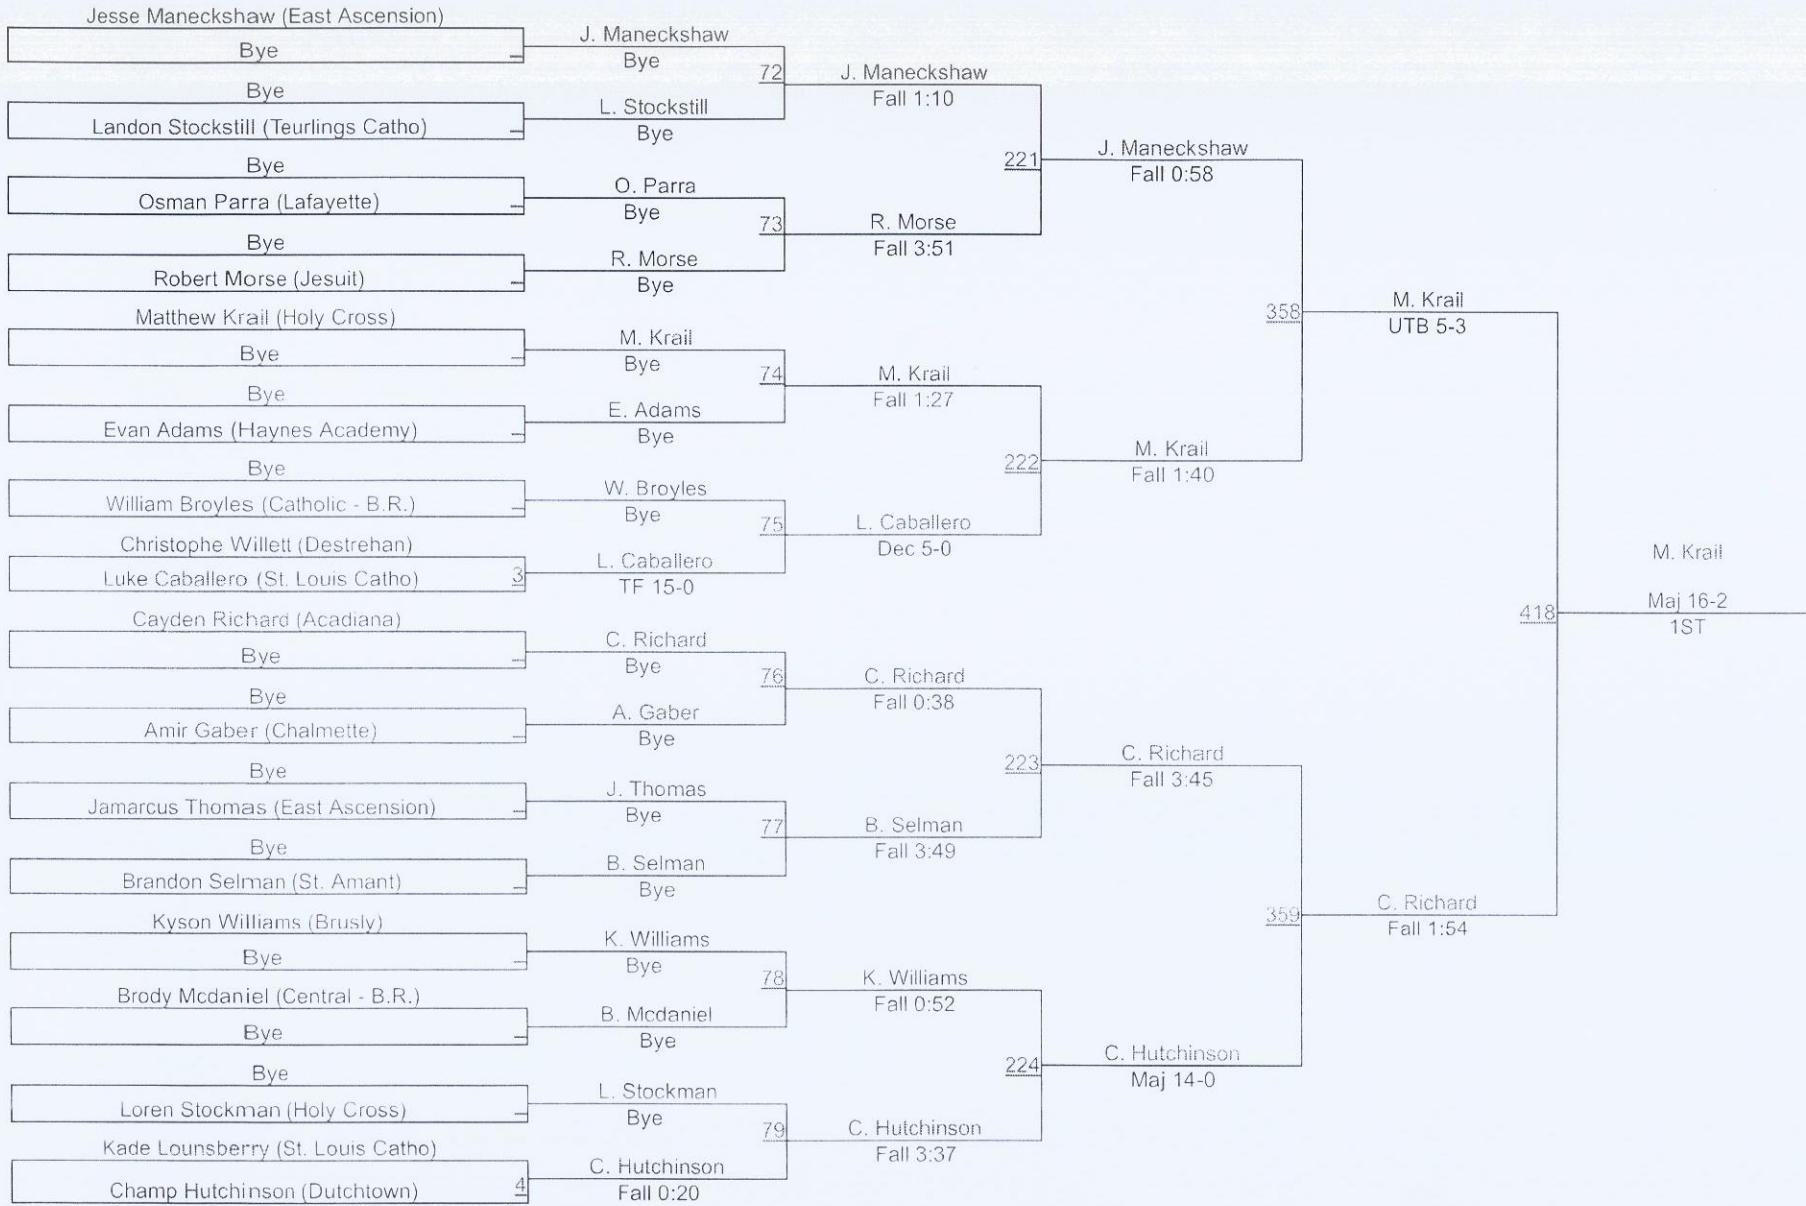 Jesse Maneckshaw (East Ascension)
Bye
Bye
Landon Stockstill (Teurlings Catho)
Bye
Osman Parra (Lafayette)
Bye
Robert Morse (Jesuit)
Matthew Krail (Holy Cross)
Bye
Bye
Evan Adams (Haynes Academy)
Bye
William Broyles (Catholic - B.R.)
Christophe Willett (Destrehan)
Luke Caballero (St. Louis Catho) 3
Cayden Richard (Acadiana)
Bye
Bye
Amir Gaber (Chalmette)
Bye
Jamarcus Thomas (East Ascension)
Bye
Brandon Selman (St. Amant)
Kyson Williams (Brusly)
Bye
Brody Mcdaniel (Central - B.R.)
Bye
Bye
Loren Stockman (Holy Cross)
Kade Lounsberry (St. Louis Catho)
Champ Hutchinson (Dutchtown) 4
J. Maneckshaw
Bye
72
L. Stockstill
Bye
O. Parra
Bye
73
R. Morse
Bye
M. Krail
Bye
74
E. Adams
Bye
W. Broyles
Bye
75
L. Caballero
TF 15-0
C. Richard
Bye
76
A. Gaber
Bye
J. Thomas
Bye
77
B. Selman
Bye
K. Williams
Bye
78
B. Mcdaniel
Bye
L. Stockman
Bye
79
C. Hutchinson
Fall 0:20
J. Maneckshaw
Fall 1:10
221
R. Morse
Fall 3:51
M. Krail
Fall 1:27
222
L. Caballero
Dec 5-0
C. Richard
Fall 0:38
223
B. Selman
Fall 3:49
K. Williams
Fall 0:52
224
C. Hutchinson
Fall 3:37
J. Maneckshaw
Fall 0:58
358
M. Krail
Fall 1:40
C. Richard
Fall 3:45
359
C. Hutchinson
Maj 14-0
M. Krail
UTB 5-3
418
C. Richard
Fall 1:54
M. Krail
Maj 16-2
1ST